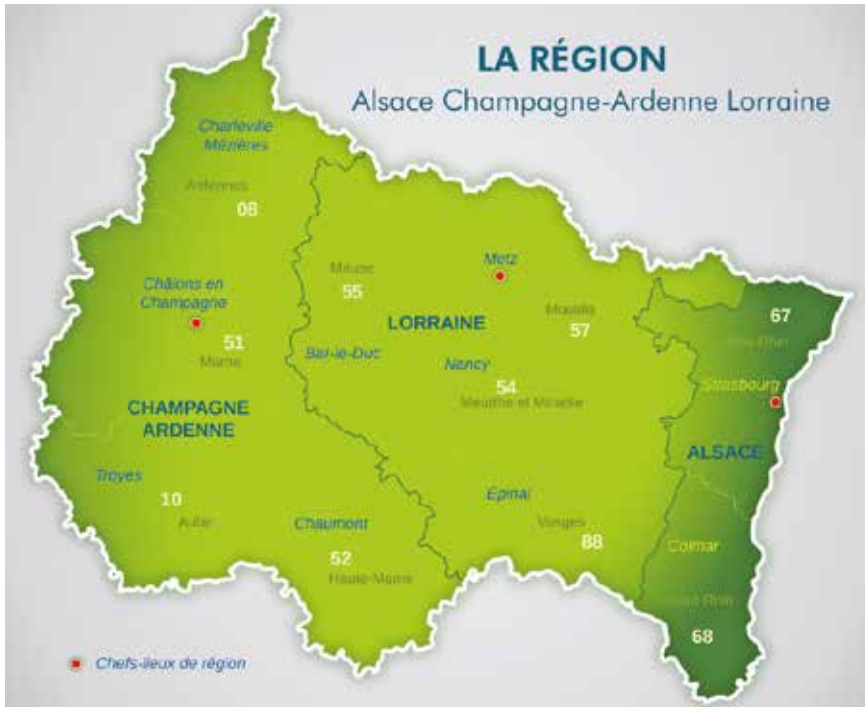 LA RÉGION
Alsace Champagne-Ardenne Lorraine
Charleville
Mézières
Ardennes
08
Châlons en
Champagne
51
Marne
CHAMPAGNE
ARDENNE
Troyes
10
Aube
Chaumont
52
Haute-Marne
Meuse
55
LORRAINE
Bar-le-Duc
Metz
Moselle
57
Nancy
54
Meurthe et Moselle
Épinal
Vosges
88
67
Bas-Rhin
Strasbourg
ALSACE
Colmar
Haut-Rhin
68
Chefs-lieux de région